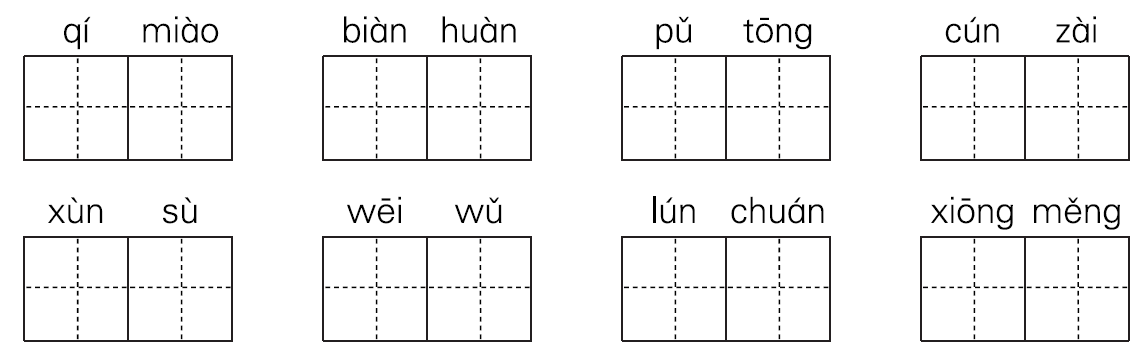 qí miào biàn huàn pǔ tōng cún zài
xùn sù wēi wǔ lún chuán xiōng měng